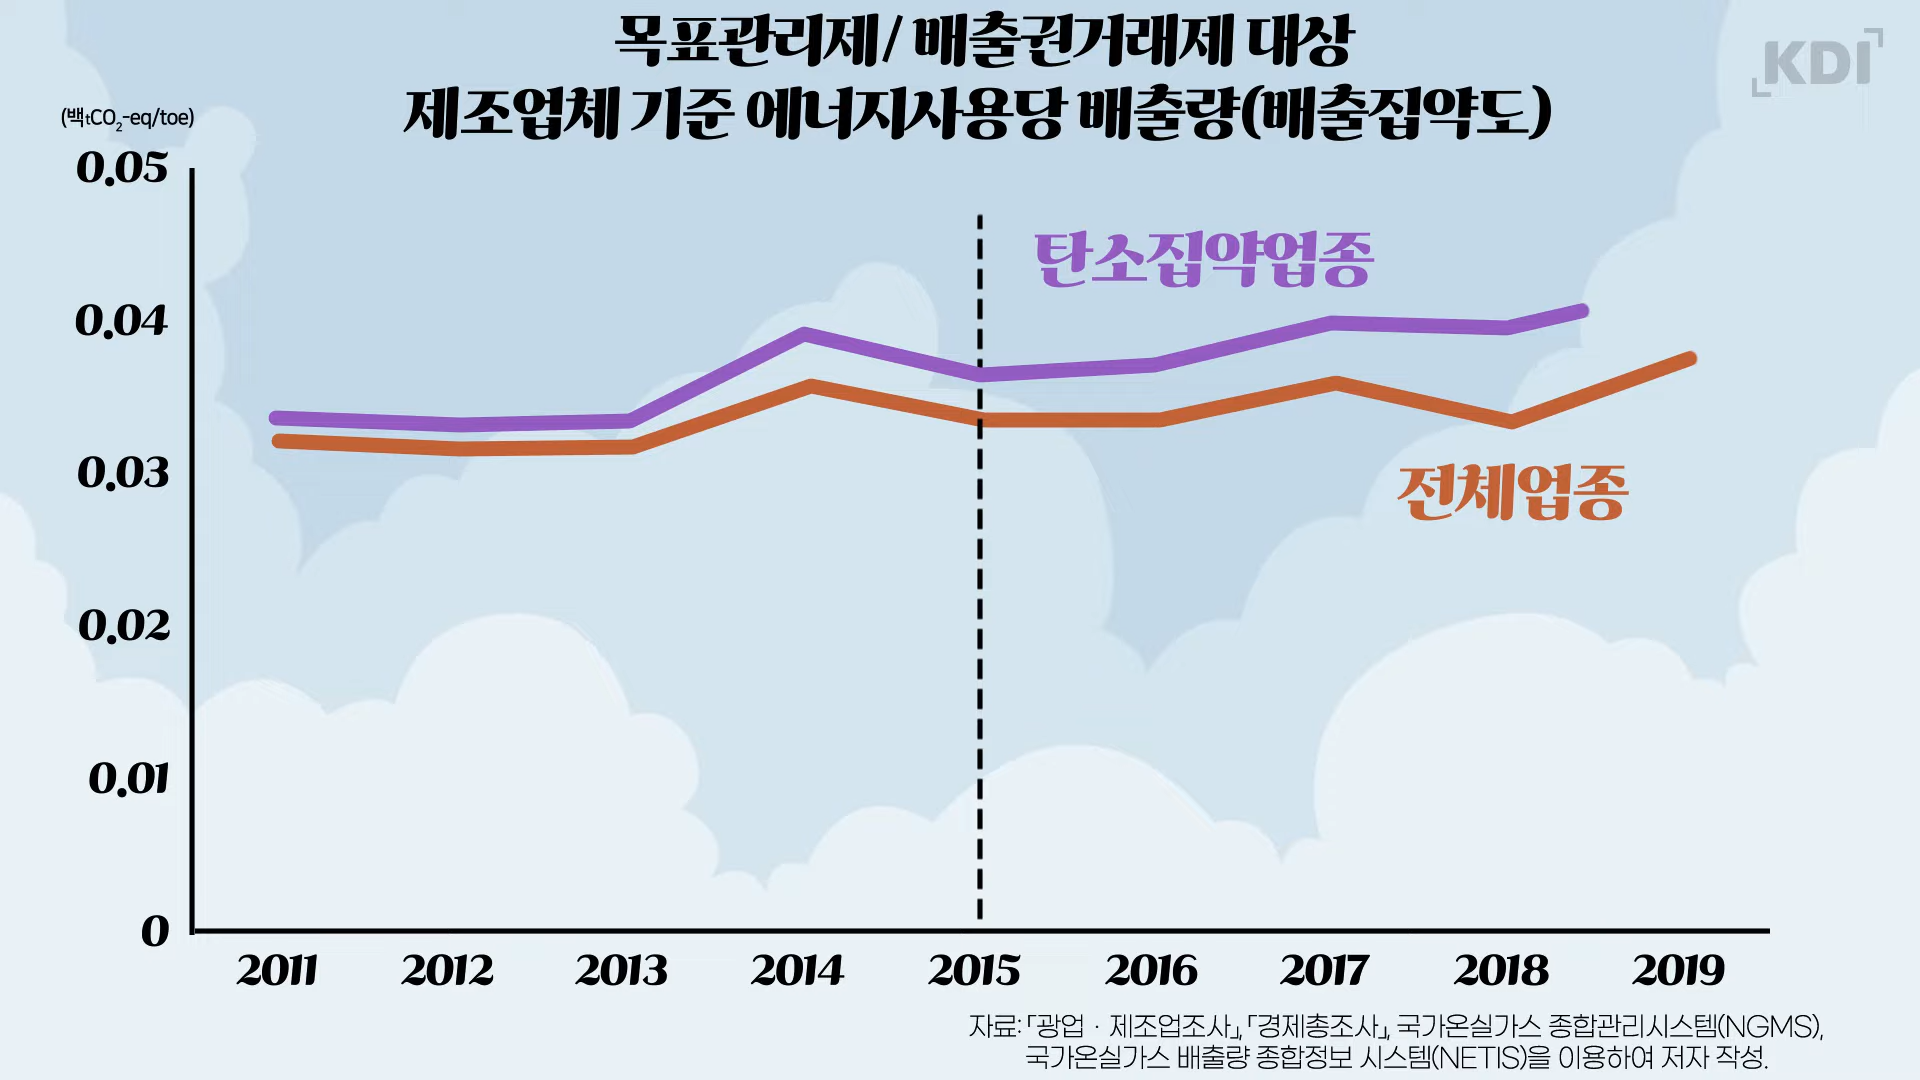 목표관리제/ 배출권거래제 대상
제조업체 기준 에너지사용당 배출량(배출집약도)
KDI
(백tCO₂-eq/toe)
0.05
0.04
0.03
0.02
0.01
0
탄소집약업종
전체업종
2011 2012 2013 2014 2015 2016 2017 2018 2019
자료: 「광업 · 제조업조사」, 「경제총조사」, 국가온실가스 종합관리시스템(NGMS),
국가온실가스 배출량 종합정보 시스템(NETIS)을 이용하여 저자 작성.